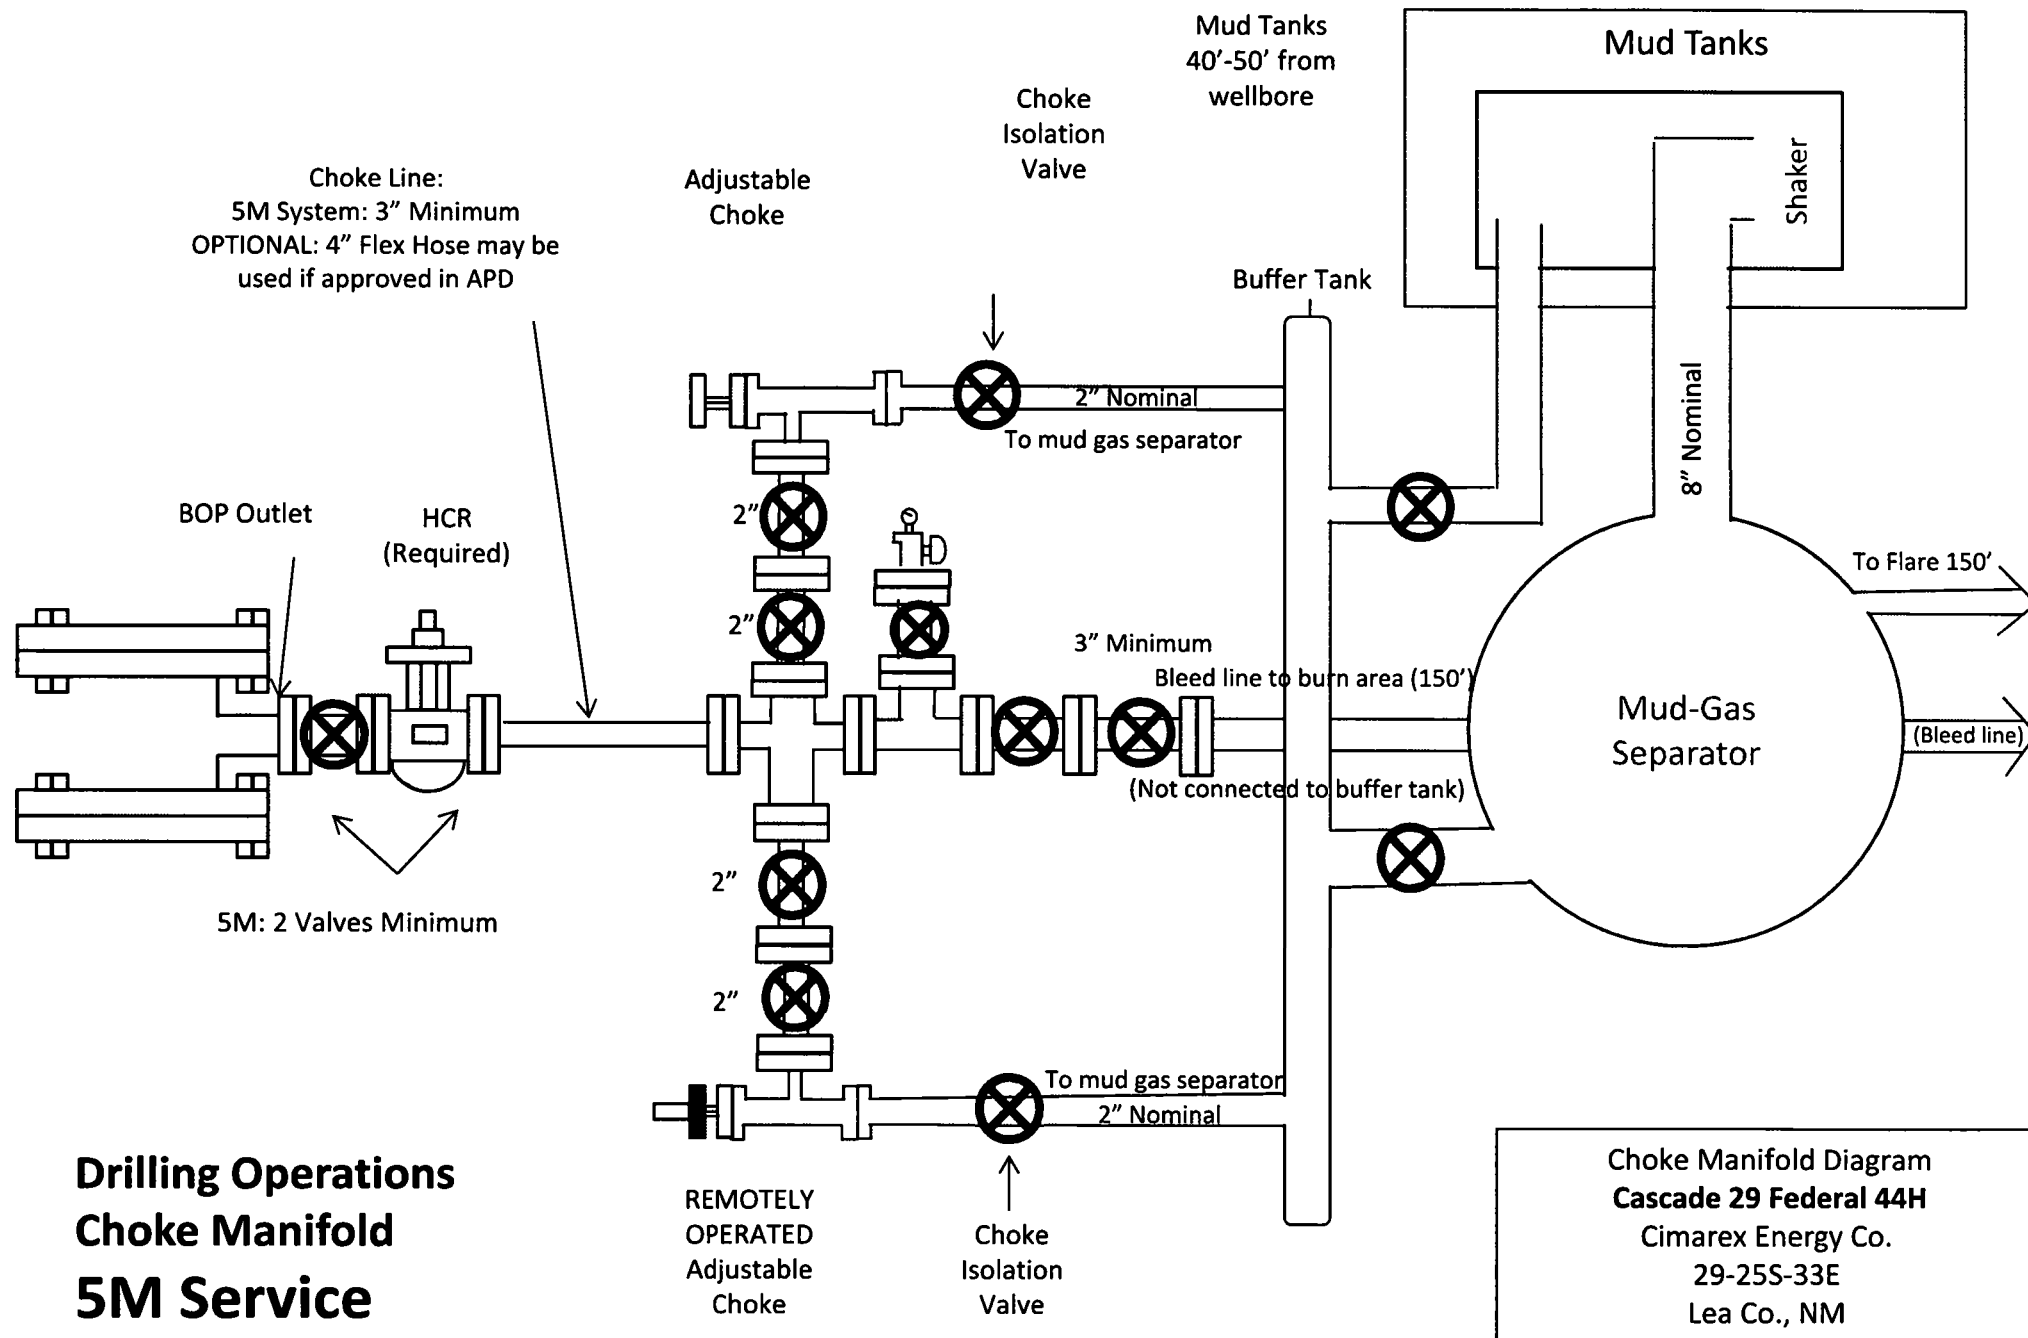 Mud Tanks
40’-50’ from
wellbore
Mud Tanks
Shaker
Choke
Isolation
Valve
Adjustable
Choke
Choke Line:
5M System: 3” Minimum
OPTIONAL: 4” Flex Hose may be
used if approved in APD
Buffer Tank
2” Nominal
To mud gas separator
8” Nominal
BOP Outlet
HCR
(Required)
2”
2”
To Flare 150’
3” Minimum
Bleed line to burn area (150’)
Mud-Gas
Separator
(Bleed line)
(Not connected to buffer tank)
2”
5M: 2 Valves Minimum
2”
To mud gas separator
2” Nominal
REMOTELY
OPERATED
Adjustable
Choke
Choke
Isolation
Valve
Drilling Operations
Choke Manifold
5M Service
Choke Manifold Diagram
Cascade 29 Federal 44H
Cimarex Energy Co.
29-25S-33E
Lea Co., NM